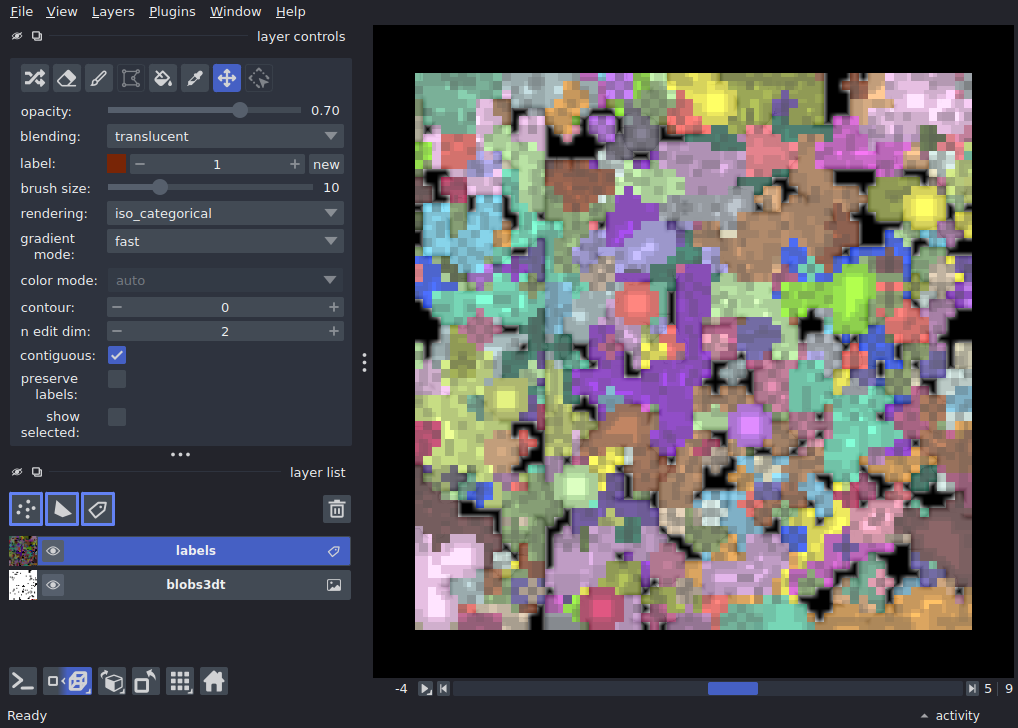 File View Layers Plugins Window Help
layer controls
opacity: 0.70
blending: translucent
label: 1 new
brush size: 10
rendering: iso_categorical
gradient
mode: fast
color mode: auto
contour: 0
n edit dim: 2
contiguous:
preserve
labels:
show
selected:
layer list
labels
blobs3dt
-4 5 9
Ready activity